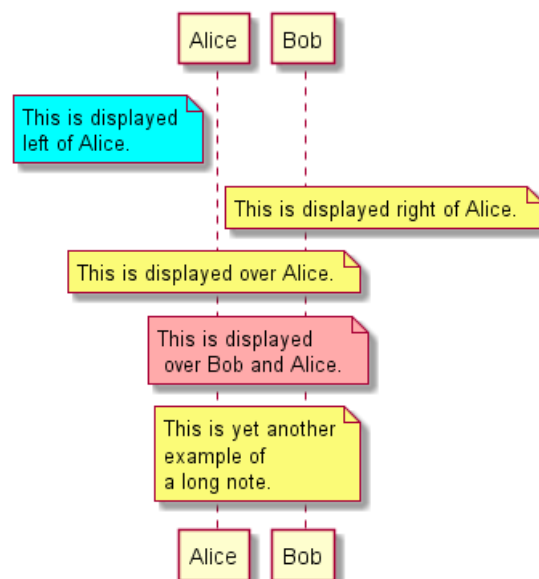 Alice Bob
This is displayed
left of Alice.
This is displayed right of Alice.
This is displayed over Alice.
This is displayed
over Bob and Alice.
This is yet another
example of
a long note.
Alice Bob